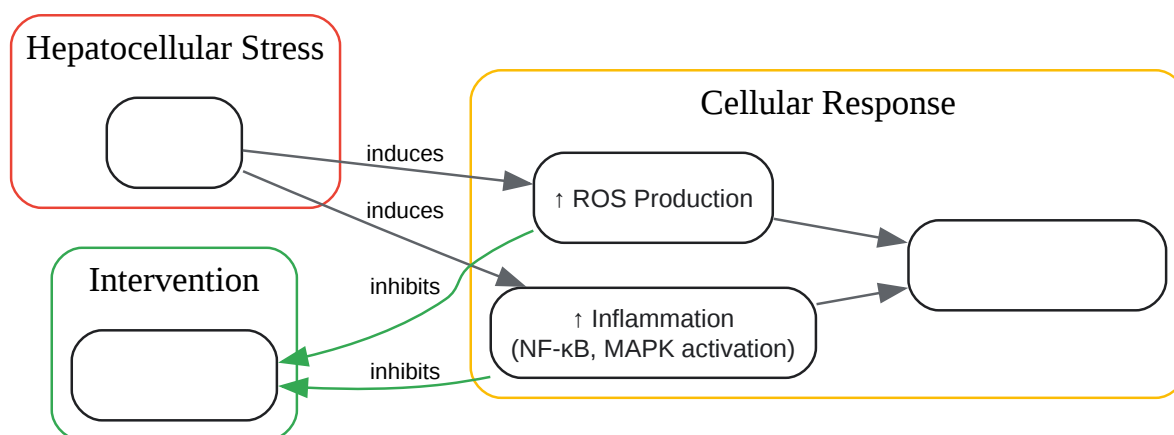 Hepatocellular Stress
Cellular Response
induces
↑ ROS Production
induces
Intervention
inhibits
↑ Inflammation
(NF-κB, MAPK activation)
inhibits